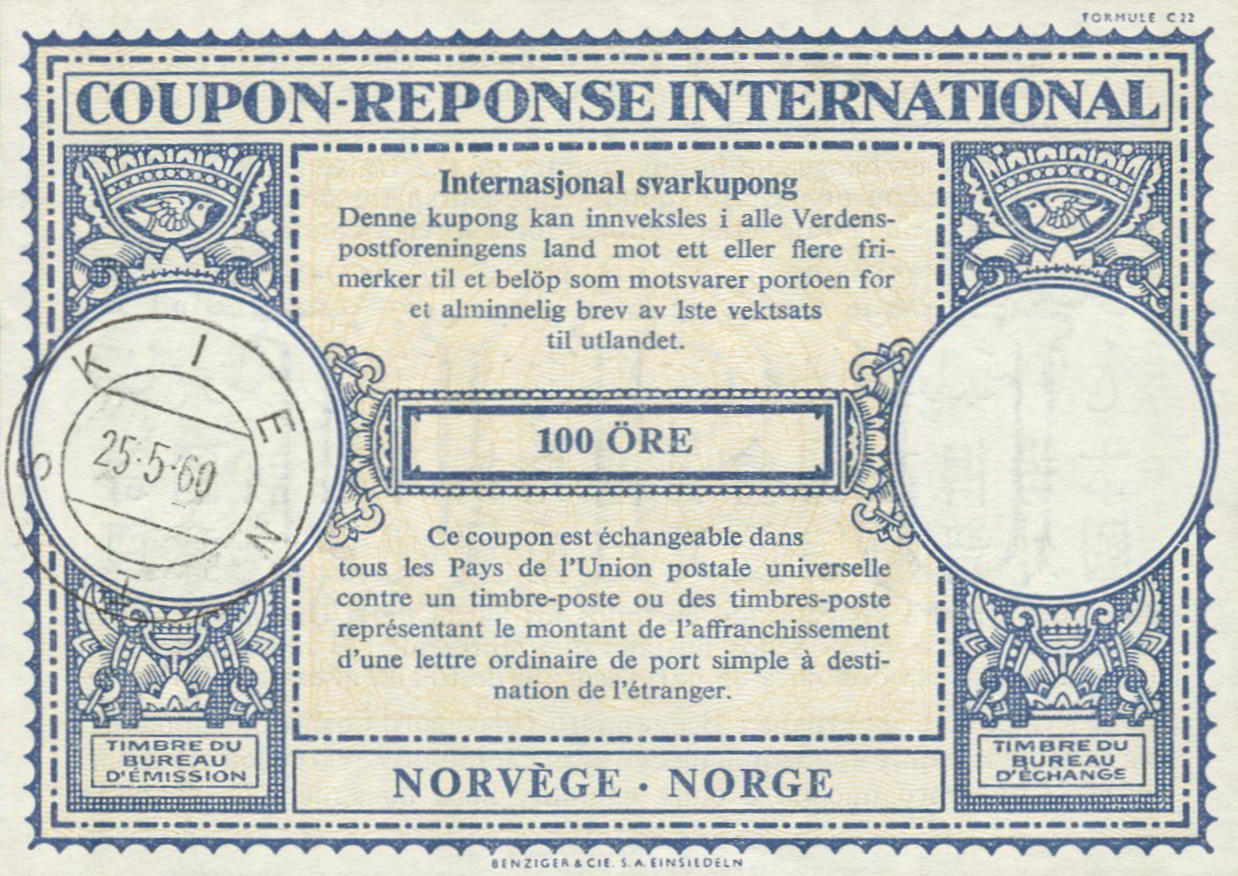 FORMULE C 22
COUPON-REPONSE INTERNATIONAL
Internasjonal svarkupong
Denne kupong kan innveksles i alle Verdens-
postforeningens land mot ett eller flere fri-
merker til et belöp som motsvarer portoen for
et alminnelig brev av 1ste vektsats
til utlandet.
SKIEN
25·5·60
100 ÖRE
Ce coupon est échangeable dans
tous les Pays de l'Union postale universelle
contre un timbre-poste ou des timbres-poste
représentant le montant de l'affranchissement
d'une lettre ordinaire de port simple à desti-
nation de l'étranger.
TIMBRE DU
BUREAU
D'ÉMISSION
NORVÈGE · NORGE
TIMBRE DU
BUREAU
D'ÉCHANGE
BENZIGER & CIE. S.A. EINSIEDELN